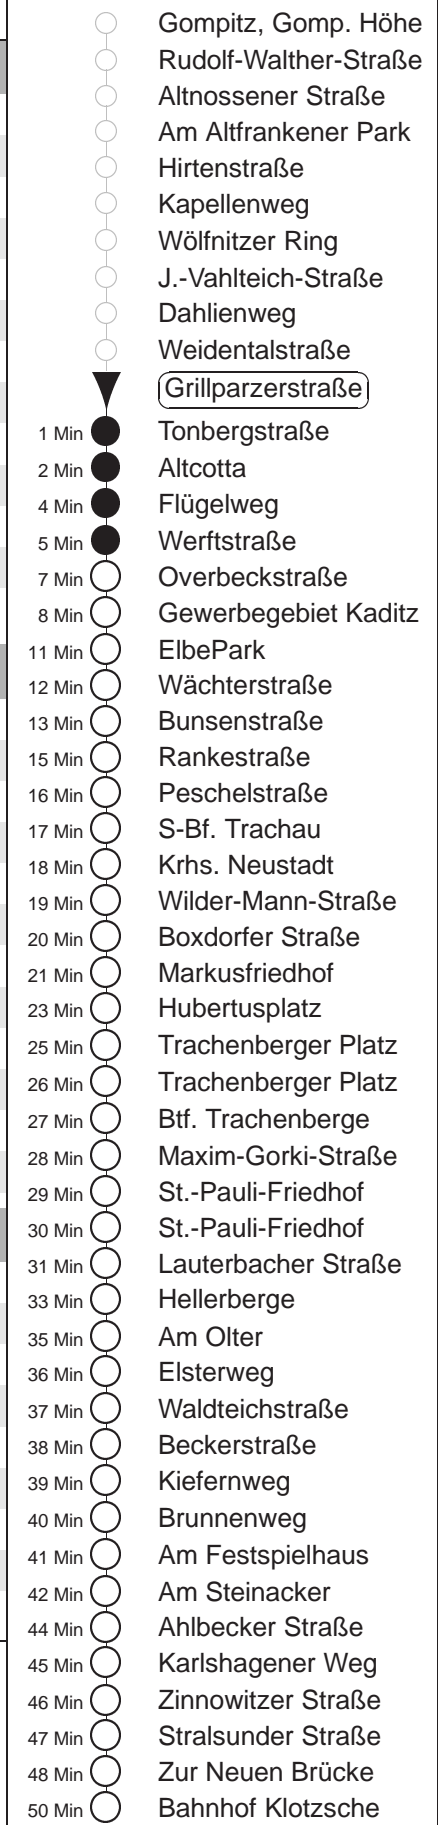 Gompitz, Gomp. Höhe
Rudolf-Walther-Straße
Altnossener Straße
Am Altfrankener Park
Hirtenstraße
Kapellenweg
Wölfnitzer Ring
J.-Vahlteich-Straße
Dahlienweg
Weidentalstraße
Grillparzerstraße
1 Min Tonbergstraße
2 Min Altcotta
4 Min Flügelweg
5 Min Werftstraße
7 Min Overbeckstraße
8 Min Gewerbegebiet Kaditz
11 Min ElbePark
12 Min Wächterstraße
13 Min Bunsenstraße
15 Min Rankestraße
16 Min Peschelstraße
17 Min S-Bf. Trachau
18 Min Krhs. Neustadt
19 Min Wilder-Mann-Straße
20 Min Boxdorfer Straße
21 Min Markusfriedhof
23 Min Hubertusplatz
25 Min Trachenberger Platz
26 Min Trachenberger Platz
27 Min Btf. Trachenberge
28 Min Maxim-Gorki-Straße
29 Min St.-Pauli-Friedhof
30 Min St.-Pauli-Friedhof
31 Min Lauterbacher Straße
33 Min Hellerberge
35 Min Am Olter
36 Min Elsterweg
37 Min Waldteichstraße
38 Min Beckerstraße
39 Min Kiefernweg
40 Min Brunnenweg
41 Min Am Festspielhaus
42 Min Am Steinacker
44 Min Ahlbecker Straße
45 Min Karlshagener Weg
46 Min Zinnowitzer Straße
47 Min Stralsunder Straße
48 Min Zur Neuen Brücke
50 Min Bahnhof Klotzsche